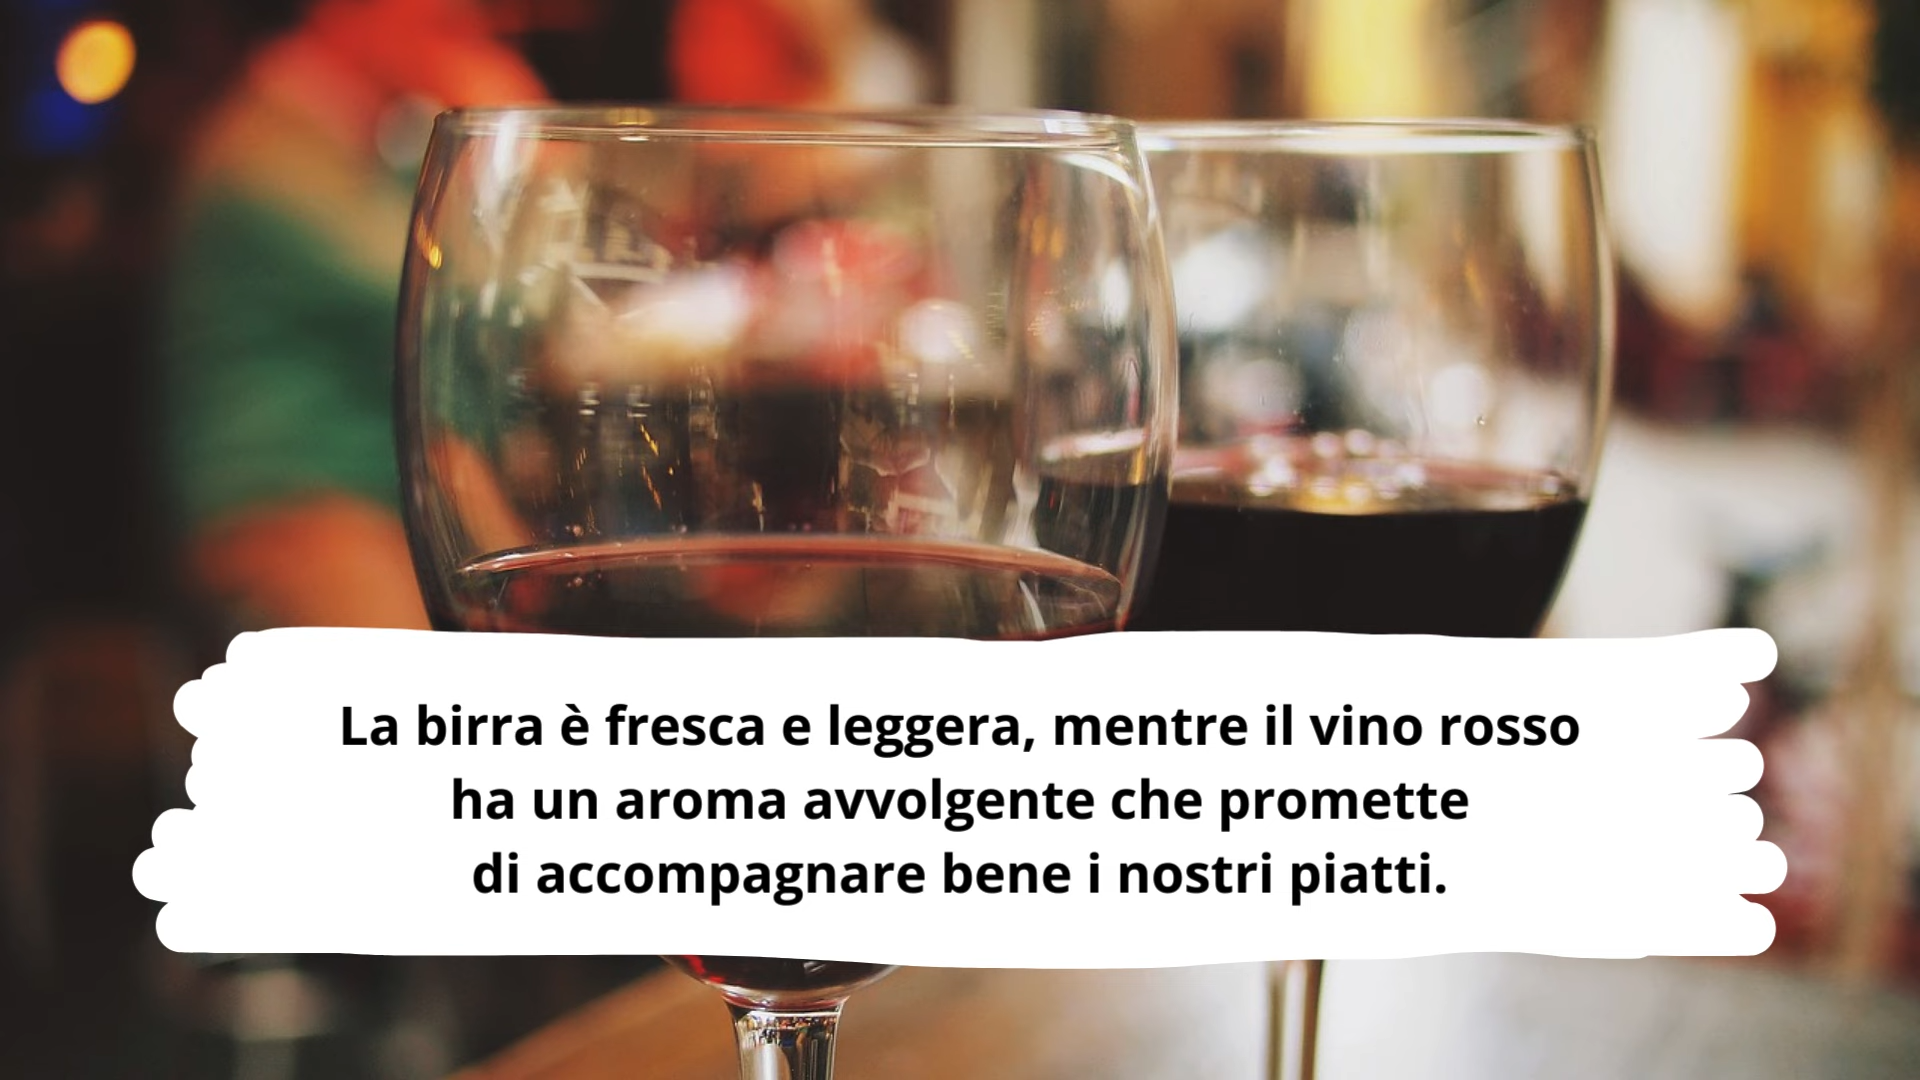 La birra è fresca e leggera, mentre il vino rosso
ha un aroma avvolgente che promette
di accompagnare bene i nostri piatti.